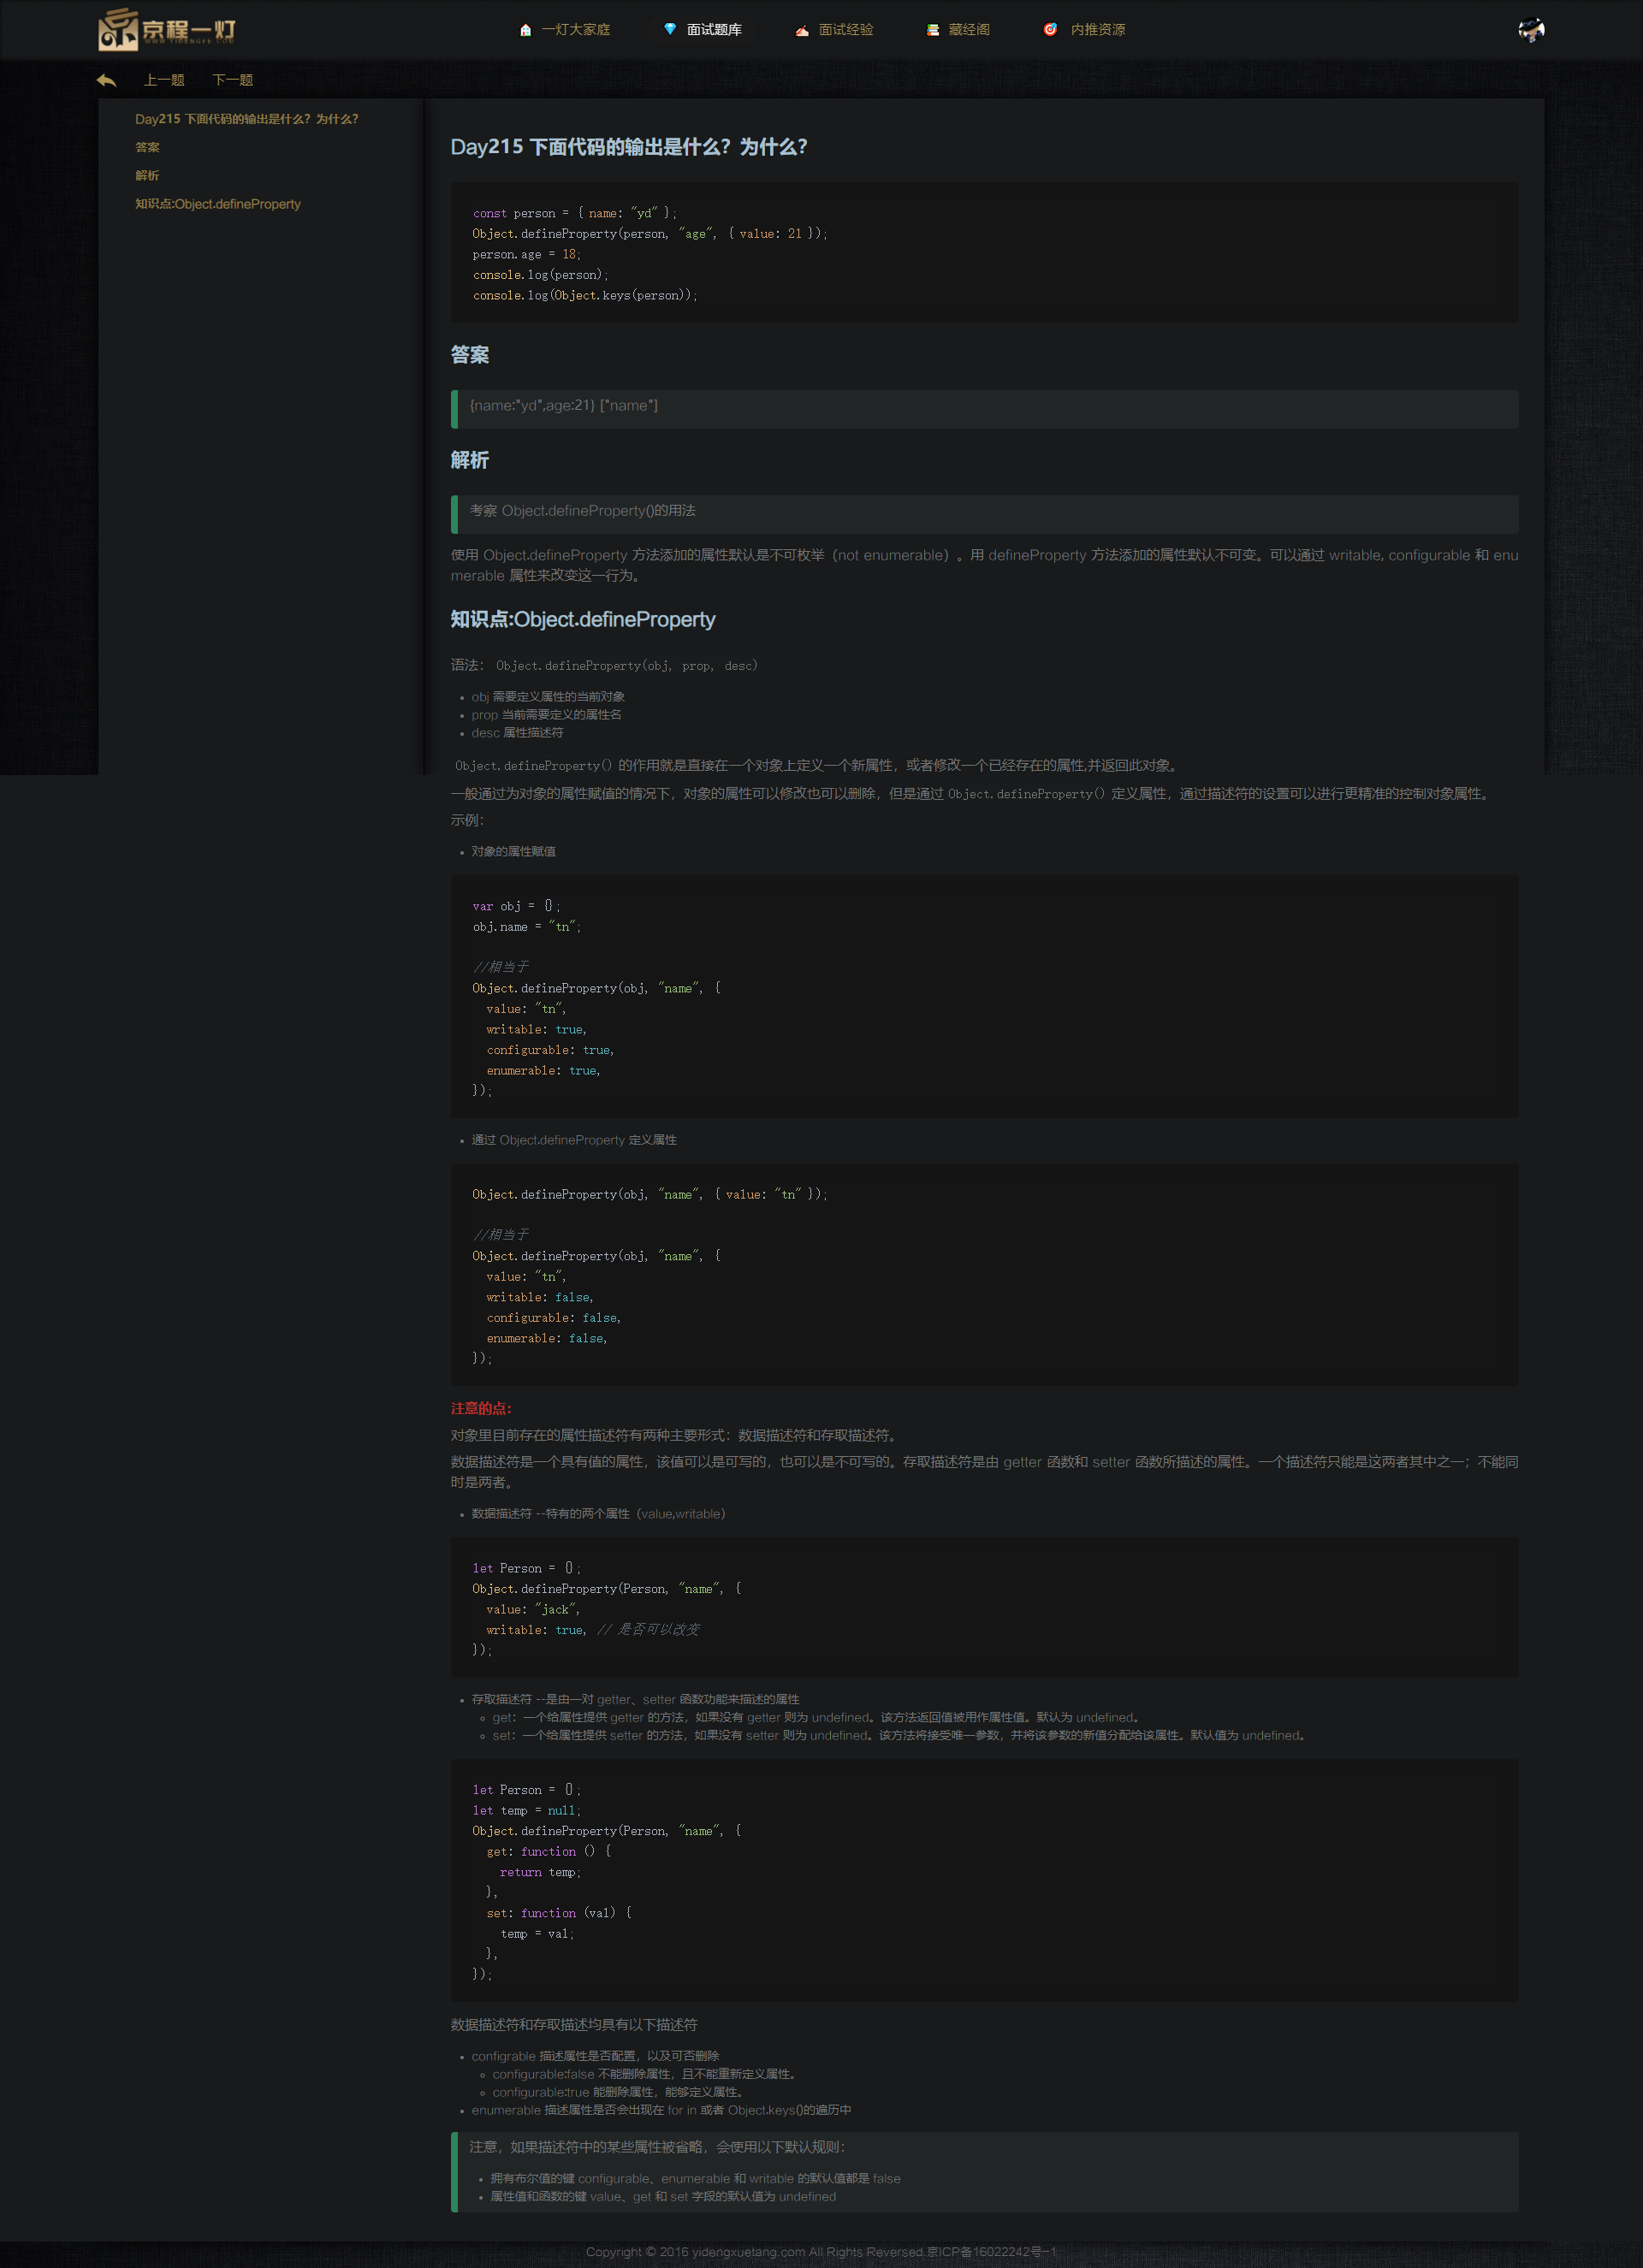 京程一灯
WWW.YIDENGFE.COM
一灯大家庭
面试题库
面试经验
藏经阁
内推资源
上一题 下一题
Day215 下面代码的输出是什么？为什么？
答案
解析
知识点:Object.defineProperty
Day215 下面代码的输出是什么？为什么？
const person = { name: "yd" };
Object.defineProperty(person, "age", { value: 21 });
person.age = 18;
console.log(person);
console.log(Object.keys(person));
答案
{name:"yd",age:21} ["name"]
解析
考察 Object.defineProperty()的用法
使用 Object.defineProperty 方法添加的属性默认是不可枚举（not enumerable）。用 defineProperty 方法添加的属性默认不可变。可以通过 writable, configurable 和 enu
merable 属性来改变这一行为。
知识点:Object.defineProperty
语法： Object.defineProperty(obj, prop, desc)
• obj 需要定义属性的当前对象
• prop 当前需要定义的属性名
• desc 属性描述符
Object.defineProperty() 的作用就是直接在一个对象上定义一个新属性，或者修改一个已经存在的属性,并返回此对象。
一般通过为对象的属性赋值的情况下，对象的属性可以修改也可以删除，但是通过 Object.defineProperty() 定义属性，通过描述符的设置可以进行更精准的控制对象属性。
示例：
• 对象的属性赋值
var obj = {};
obj.name = "tn";
//相当于
Object.defineProperty(obj, "name", {
value: "tn",
writable: true,
configurable: true,
enumerable: true,
});
• 通过 Object.defineProperty 定义属性
Object.defineProperty(obj, "name", { value: "tn" });
//相当于
Object.defineProperty(obj, "name", {
value: "tn",
writable: false,
configurable: false,
enumerable: false,
});
注意的点：
对象里目前存在的属性描述符有两种主要形式：数据描述符和存取描述符。
数据描述符是一个具有值的属性，该值可以是可写的，也可以是不可写的。存取描述符是由 getter 函数和 setter 函数所描述的属性。一个描述符只能是这两者其中之一；不能同
时是两者。
• 数据描述符 --特有的两个属性（value,writable）
let Person = {};
Object.defineProperty(Person, "name", {
value: "jack",
writable: true, // 是否可以改变
});
• 存取描述符 --是由一对 getter、setter 函数功能来描述的属性
◦ get：一个给属性提供 getter 的方法，如果没有 getter 则为 undefined。该方法返回值被用作属性值。默认为 undefined。
◦ set：一个给属性提供 setter 的方法，如果没有 setter 则为 undefined。该方法将接受唯一参数，并将该参数的新值分配给该属性。默认值为 undefined。
let Person = {};
let temp = null;
Object.defineProperty(Person, "name", {
get: function () {
return temp;
},
set: function (val) {
temp = val;
},
});
数据描述符和存取描述均具有以下描述符
• configrable 描述属性是否配置，以及可否删除
◦ configurable:false 不能删除属性，且不能重新定义属性。
◦ configurable:true 能删除属性，能够定义属性。
• enumerable 描述属性是否会出现在 for in 或者 Object.keys()的遍历中
注意，如果描述符中的某些属性被省略，会使用以下默认规则：
• 拥有布尔值的键 configurable、enumerable 和 writable 的默认值都是 false
• 属性值和函数的键 value、get 和 set 字段的默认值为 undefined
Copyright © 2016 yidengxuetang.com All Rights Reversed.京ICP备16022242号-1